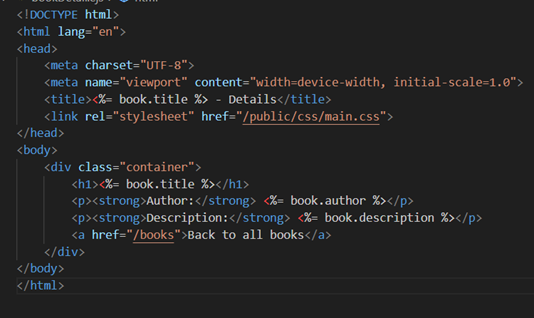 <!DOCTYPE html>
<html lang="en">
<head>
    <meta charset="UTF-8">
    <meta name="viewport" content="width=device-width, initial-scale=1.0">
    <title><%= book.title %> - Details</title>
    <link rel="stylesheet" href="/public/css/main.css">
</head>
<body>
    <div class="container">
        <h1><%= book.title %></h1>
        <p><strong>Author:</strong> <%= book.author %></p>
        <p><strong>Description:</strong> <%= book.description %></p>
        <a href="/books">Back to all books</a>
    </div>
</body>
</html>